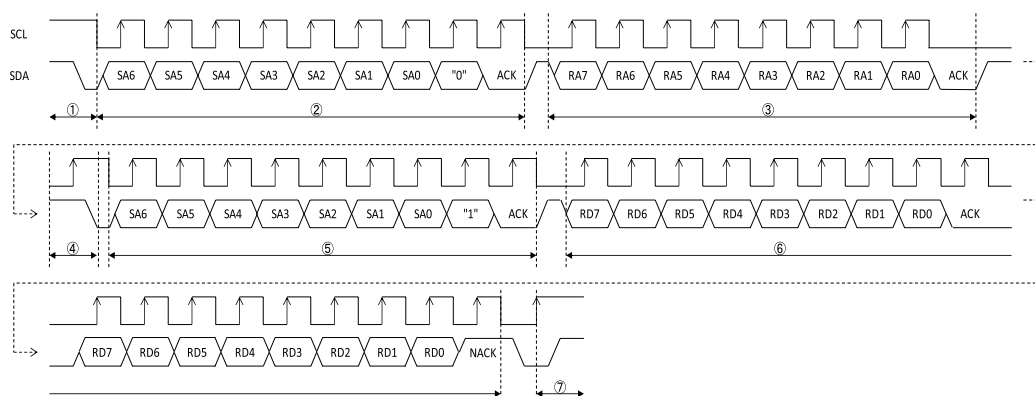 SCL
SDA SA6 SA5 SA4 SA3 SA2 SA1 SA0 "0" ACK RA7 RA6 RA5 RA4 RA3 RA2 RA1 RA0 ACK
① ② ③
SA6 SA5 SA4 SA3 SA2 SA1 SA0 "1" ACK RD7 RD6 RD5 RD4 RD3 RD2 RD1 RD0 ACK
④ ⑤ ⑥
RD7 RD6 RD5 RD4 RD3 RD2 RD1 RD0 NACK
⑦